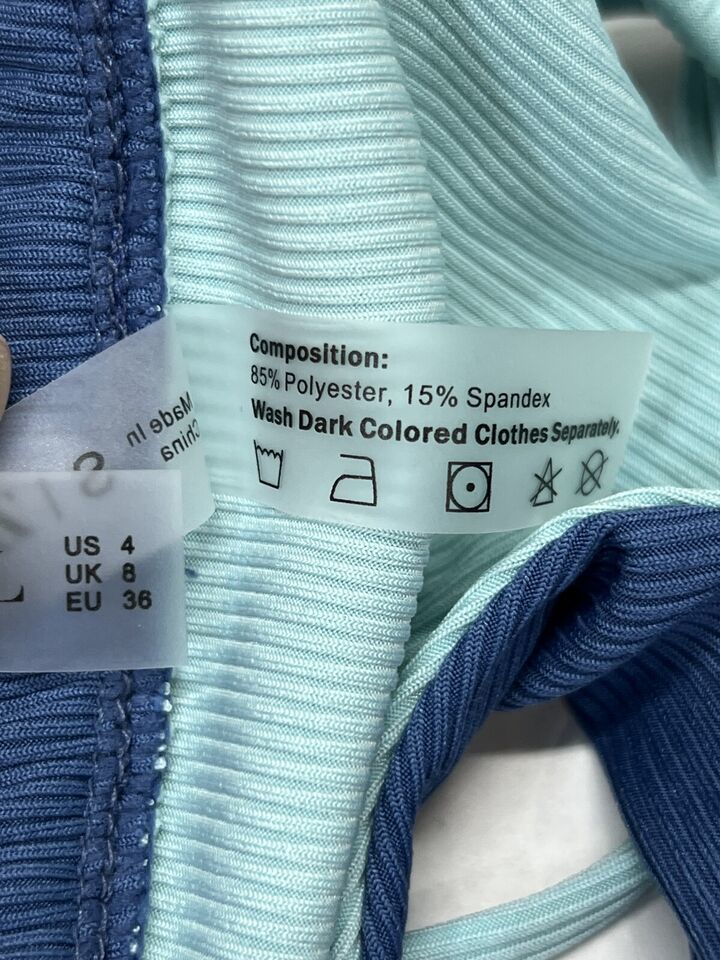 Composition:
85% Polyester, 15% Spandex
Wash Dark Colored Clothes Separately.
Made In
China
US 4
UK 8
EU 36